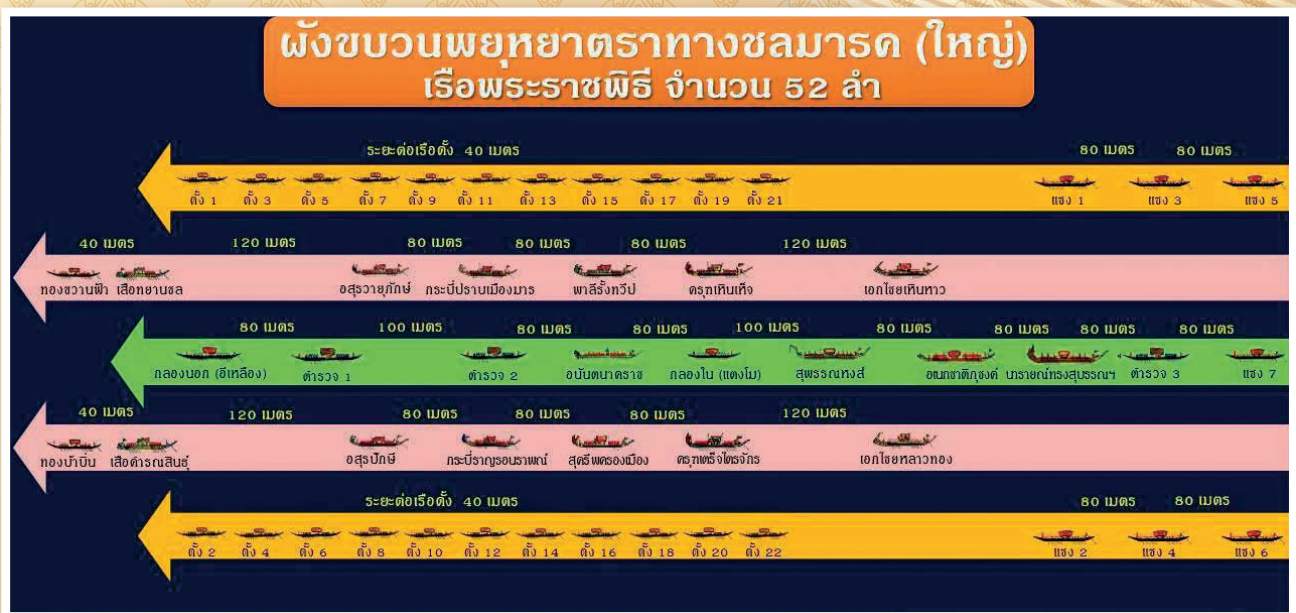 ผังขบวนพยุหยาตราทางชลมารค (ใหญ่)
เรือพระราชพิธี จำนวน 52 ลำ
ระยะต่อเรือดั้ง 40 เมตร 80 เมตร 80 เมตร
ดั้ง 1 ดั้ง 3 ดั้ง 5 ดั้ง 7 ดั้ง 9 ดั้ง 11 ดั้ง 13 ดั้ง 15 ดั้ง 17 ดั้ง 19 ดั้ง 21 แซง 1 แซง 3 แซง 5
40 เมตร 120 เมตร 80 เมตร 80 เมตร 80 เมตร 120 เมตร
ทองขวานฟ้า เสือทยานชล อสุรวายุภักษ์ กระบี่ปราบเมืองมาร พาลีรั้งทวีป ครุฑเหินเห็จ เอกไชยเหินหาว
80 เมตร 100 เมตร 80 เมตร 80 เมตร 100 เมตร 80 เมตร 80 เมตร 80 เมตร 80 เมตร
กลองนอก (อีเหลือง) ตำรวจ 1 ตำรวจ 2 อนันตนาคราช กลองใน (แตงโม) สุพรรณหงส์ อเนกชาติภุชงค์ นารายณ์ทรงสุบรรณฯ ตำรวจ 3 แซง 7
40 เมตร 120 เมตร 80 เมตร 80 เมตร 80 เมตร 120 เมตร
ทองบ้าบิ่น เสือคำรณสินธุ์ อสุรปักษี กระบี่ราญรอนราพณ์ สุครีพครองเมือง ครุฑเตร็จไตรจักร เอกไชยหลาวทอง
ระยะต่อเรือดั้ง 40 เมตร 80 เมตร 80 เมตร
ดั้ง 2 ดั้ง 4 ดั้ง 6 ดั้ง 8 ดั้ง 10 ดั้ง 12 ดั้ง 14 ดั้ง 16 ดั้ง 18 ดั้ง 20 ดั้ง 22 แซง 2 แซง 4 แซง 6